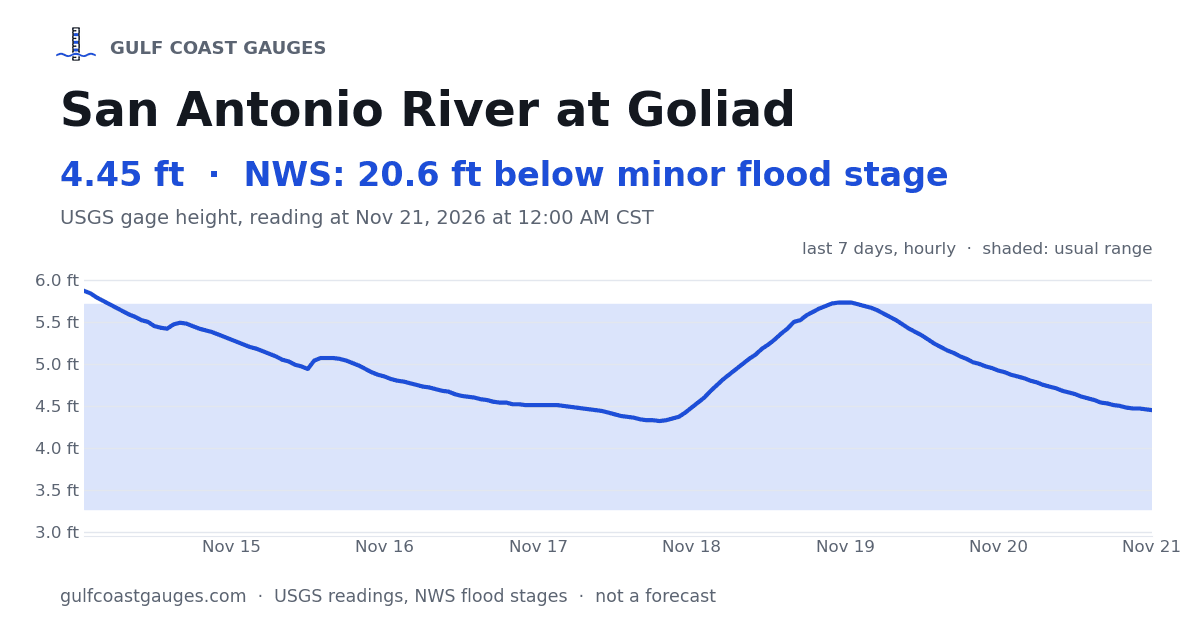 GULF COAST GAUGES
San Antonio River at Goliad
4.45 ft · NWS: 20.6 ft below minor flood stage
USGS gage height, reading at Nov 21, 2026 at 12:00 AM CST
last 7 days, hourly · shaded: usual range
6.0 ft
5.5 ft
5.0 ft
4.5 ft
4.0 ft
3.5 ft
3.0 ft
Nov 15 Nov 16 Nov 17 Nov 18 Nov 19 Nov 20 Nov 21
gulfcoastgauges.com · USGS readings, NWS flood stages · not a forecast